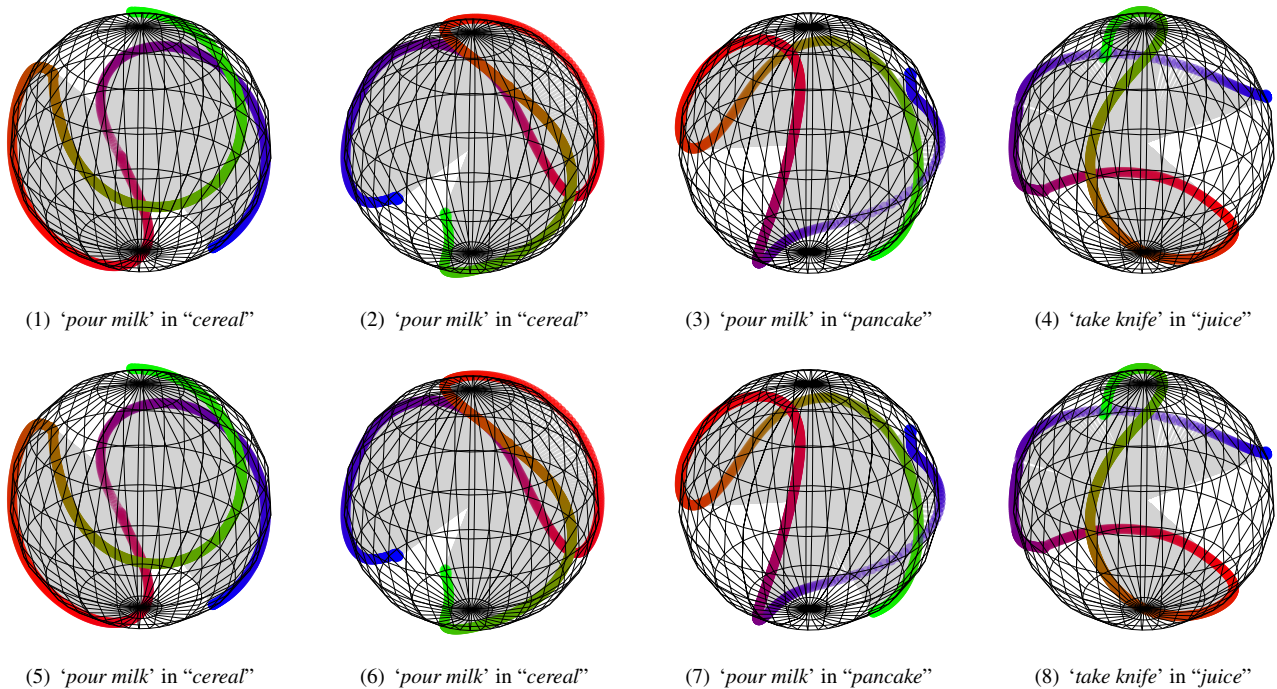 (1) ‘pour milk’ in “cereal”
(2) ‘pour milk’ in “cereal”
(3) ‘pour milk’ in “pancake”
(4) ‘take knife’ in “juice”
(5) ‘pour milk’ in “cereal”
(6) ‘pour milk’ in “cereal”
(7) ‘pour milk’ in “pancake”
(8) ‘take knife’ in “juice”